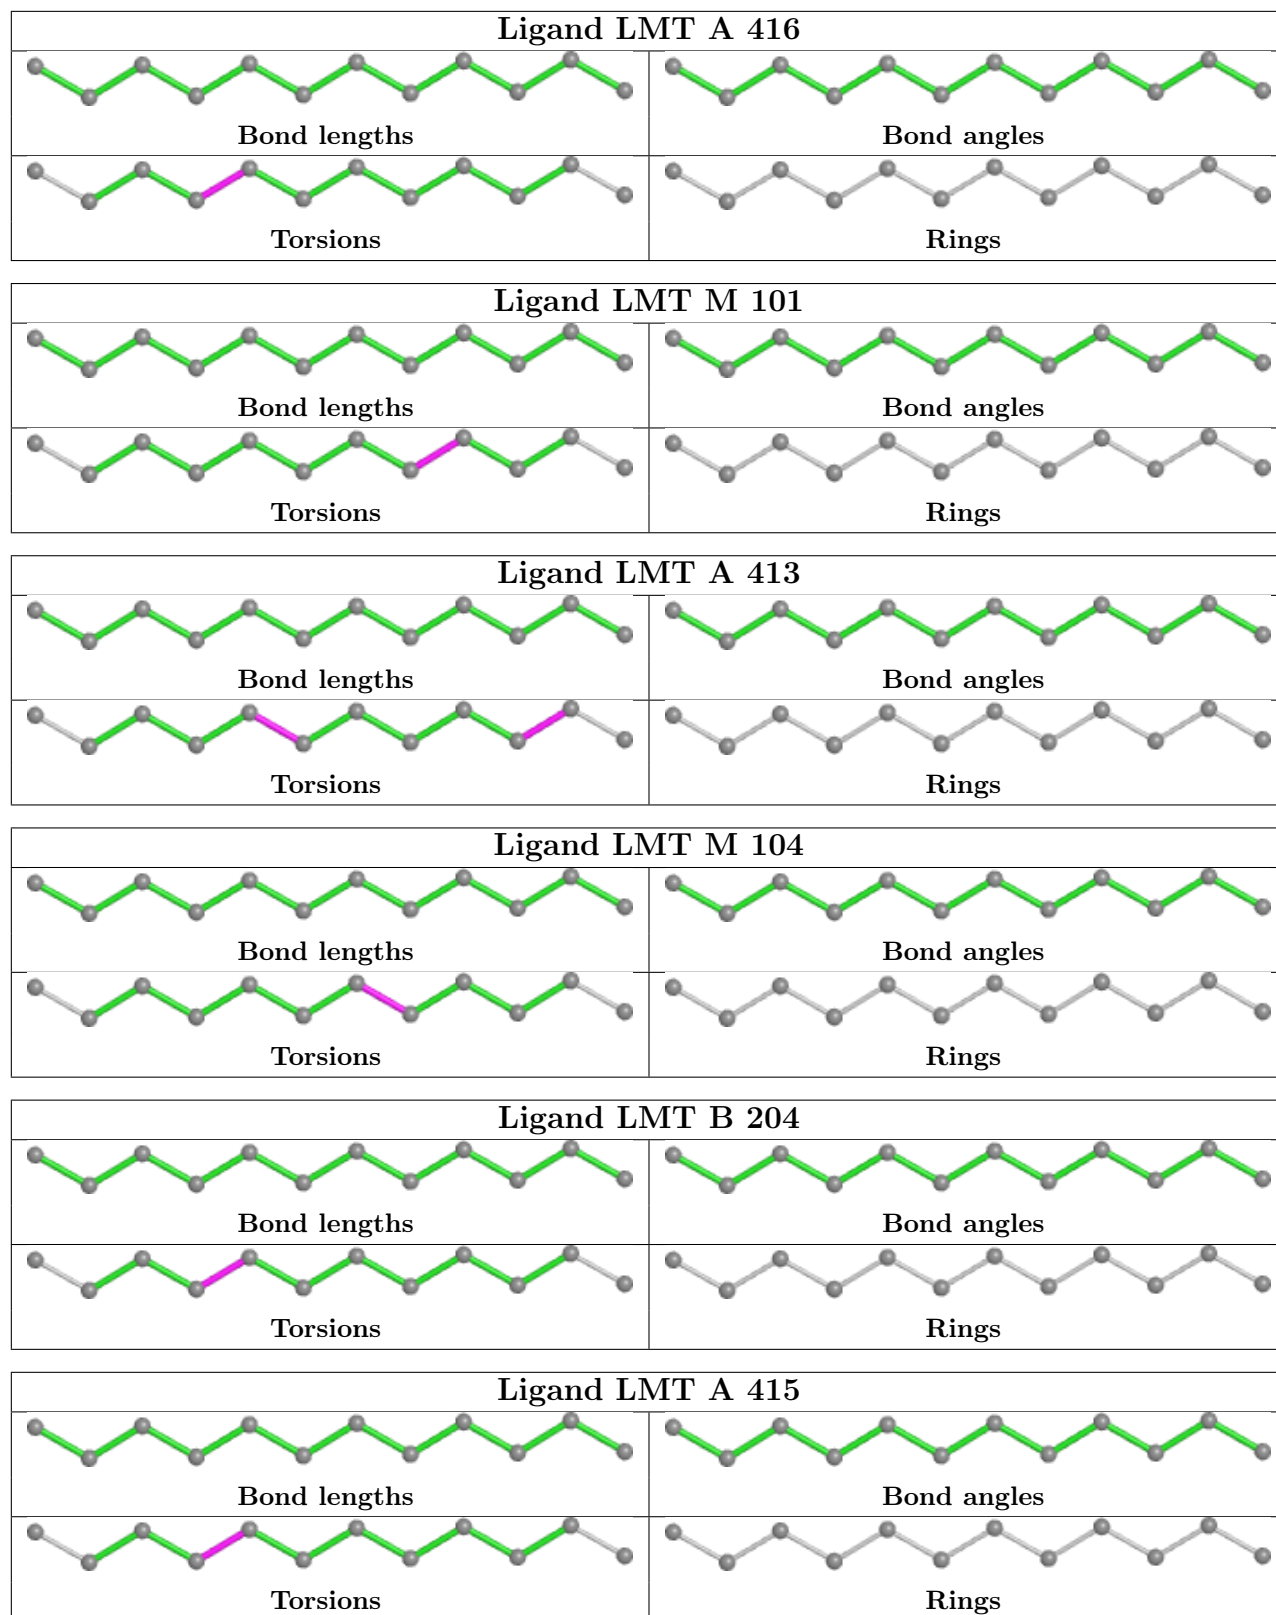 Ligand LMT A 416
Bond lengths Bond angles
Torsions Rings
Ligand LMT M 101
Bond lengths Bond angles
Torsions Rings
Ligand LMT A 413
Bond lengths Bond angles
Torsions Rings
Ligand LMT M 104
Bond lengths Bond angles
Torsions Rings
Ligand LMT B 204
Bond lengths Bond angles
Torsions Rings
Ligand LMT A 415
Bond lengths Bond angles
Torsions Rings